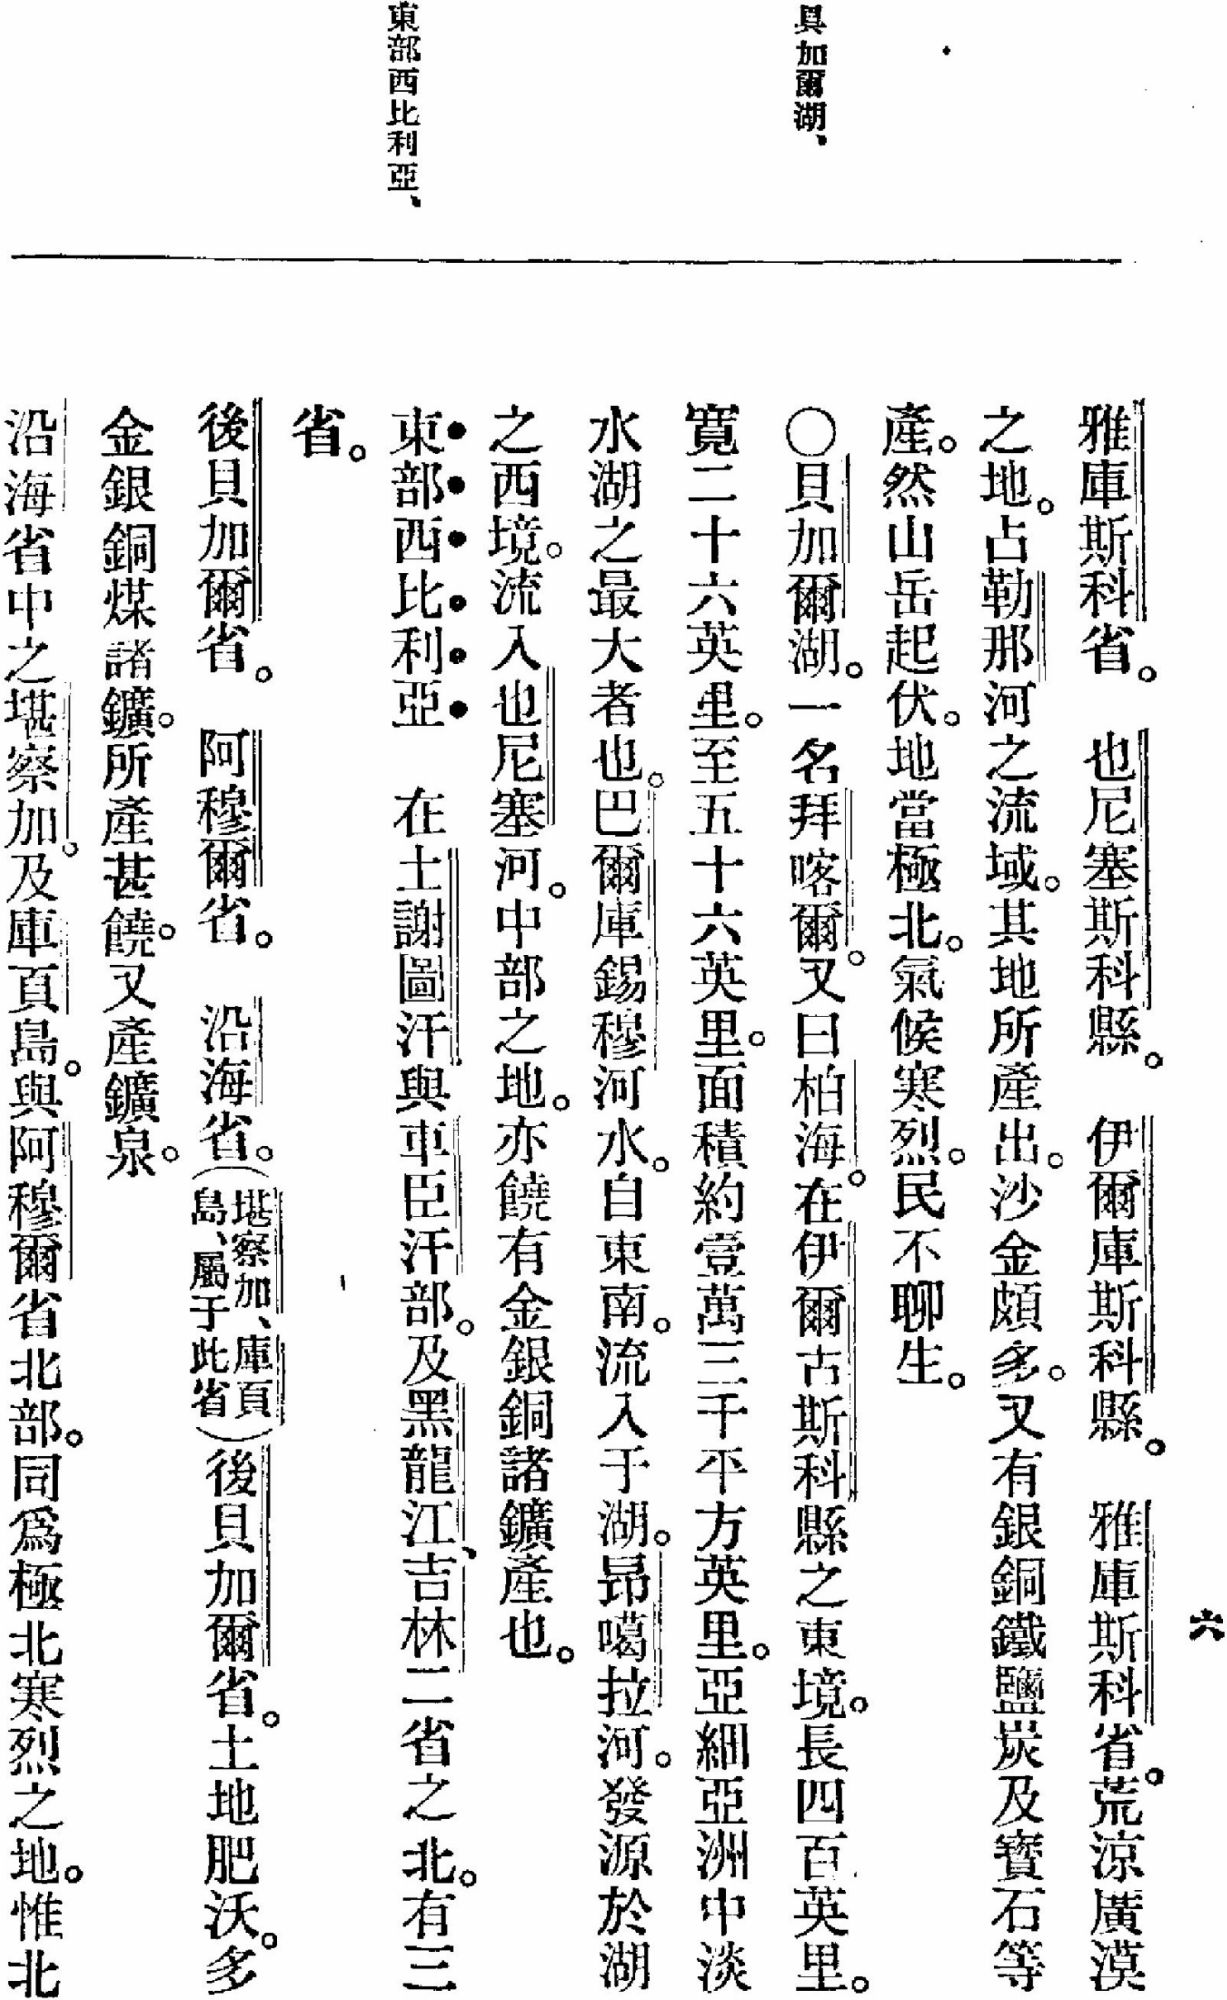 具加爾湖、
東部西比利亞、
六
雅庫斯科省。　也尼塞斯科縣。　伊爾庫斯科縣。　雅庫斯科省。荒涼廣漠
之地。占勒那河之流域。其地所產出。沙金頗多。又有銀銅鐵鹽炭及寶石等
產。然山岳起伏。地當極北。氣候寒烈。民不聊生。
○貝加爾湖。一名拜喀爾。又曰柏海。在伊爾古斯科縣之東境。長四百英里。
寬二十六英里。至五十六英里。面積約壹萬三千平方英里。亞細亞洲中淡
水湖之最大者也。巴爾庫錫穆河水。自東南。流入于湖。昂噶拉河。發源於湖
之西境。流入也尼塞河。中部之地。亦饒有金銀銅諸鑛產也。
東部西比利亞　在土謝圖汗與車臣汗部。及黑龍江、吉林二省之北。有三
省。
後貝加爾省。　阿穆爾省。　沿海省。（堪察加、庫頁島、屬于此省）後貝加爾省。土地肥沃。多
金銀銅煤諸鑛。所產甚饒。又產鑛泉。
沿海省中之堪察加。及庫頁島。與阿穆爾省北部。同爲極北寒烈之地。惟北